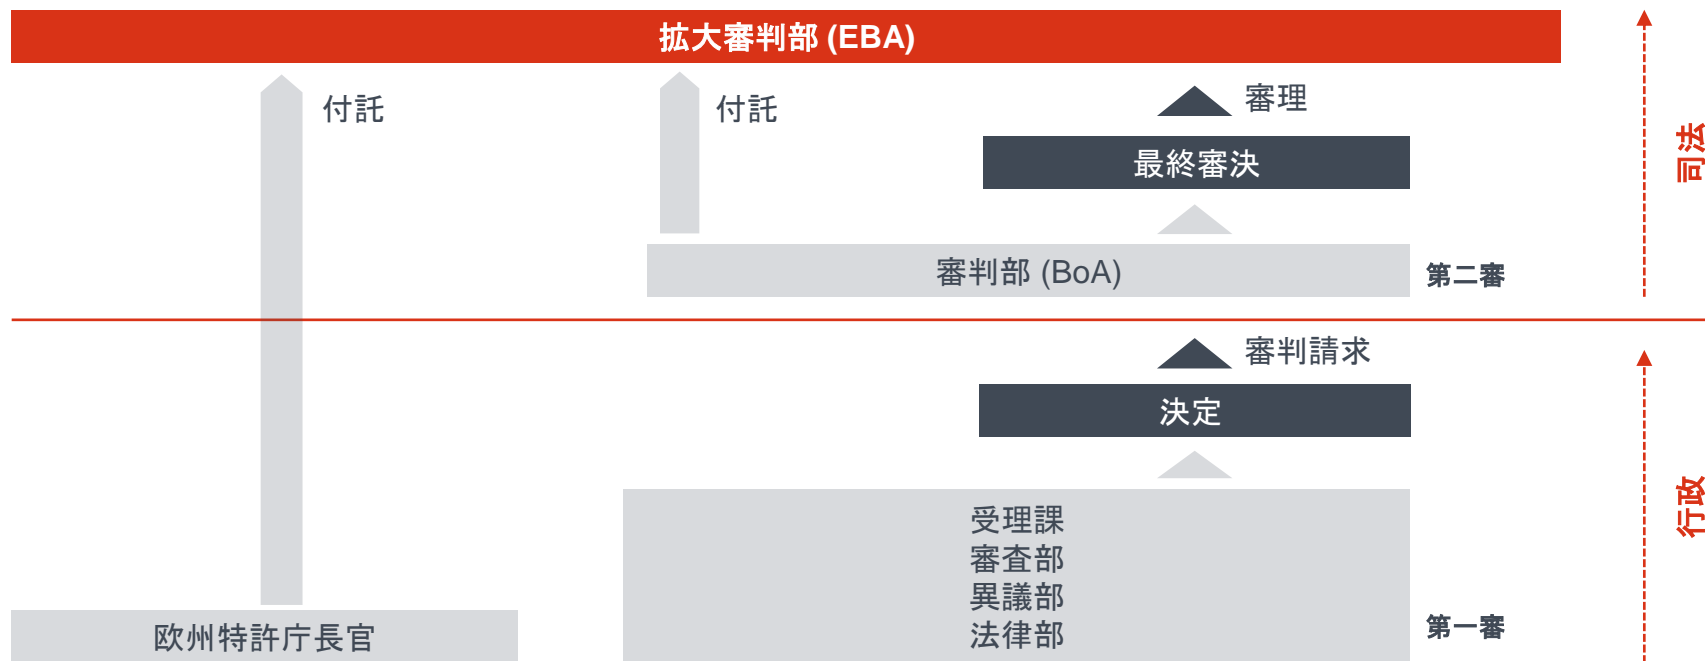 拡大審判部 (EBA)
付託
付託
審理
最終審決
審判部 (BoA)
第二審
司法
審判請求
決定
受理課
審査部
異議部
法律部
第一審
行政
欧州特許庁長官